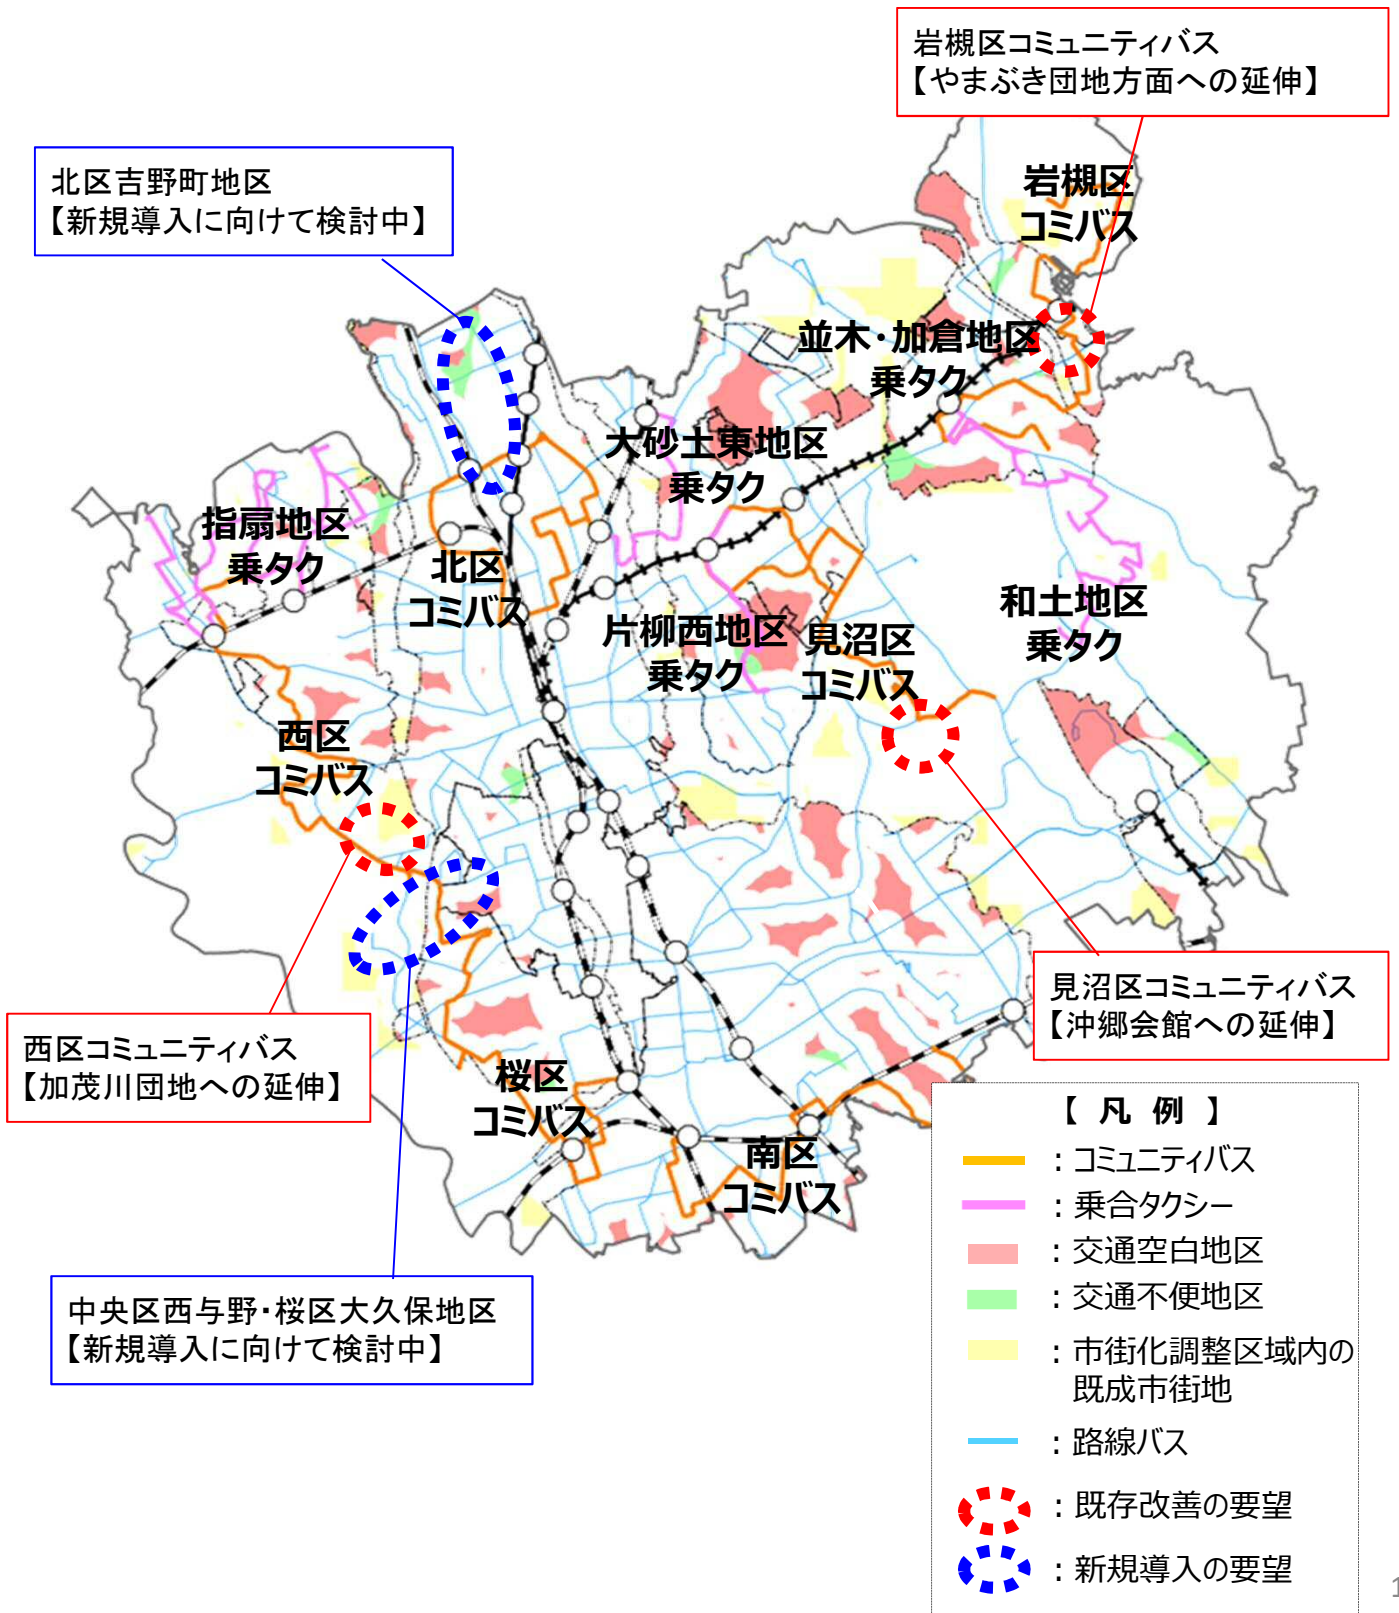 岩槻区コミュニティバス
【やまぶき団地方面への延伸】
北区吉野町地区
【新規導入に向けて検討中】
岩槻区
コミバス
並木・加倉地区
乗タク
大砂土東地区
乗タク
指扇地区
乗タク
北区
コミバス
片柳西地区
乗タク
見沼区
コミバス
和土地区
乗タク
西区
コミバス
見沼区コミュニティバス
【沖郷会館への延伸】
西区コミュニティバス
【加茂川団地への延伸】
桜区
コミバス
南区
コミバス
中央区西与野・桜区大久保地区
【新規導入に向けて検討中】
【 凡 例 】
：コミュニティバス
：乗合タクシー
：交通空白地区
：交通不便地区
：市街化調整区域内の
既成市街地
：路線バス
：既存改善の要望
：新規導入の要望